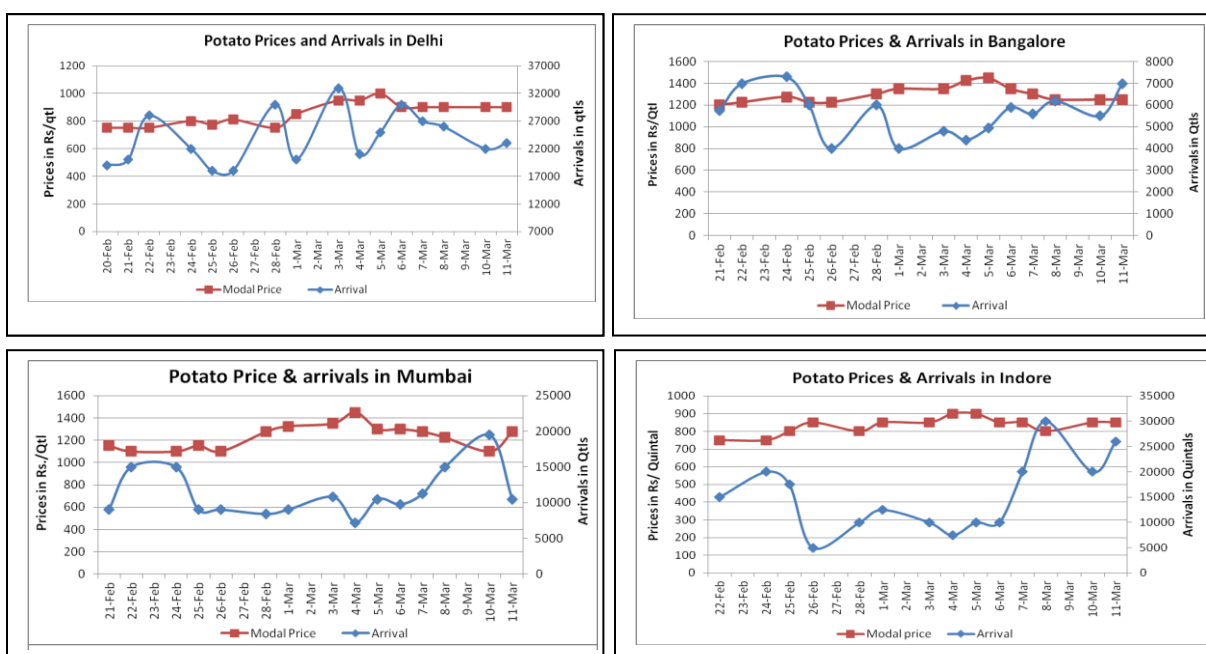 Potato Prices and Arrivals in Delhi
Prices in Rs/qtl
1200
1000
800
600
400
200
0
37000
32000
27000
22000
17000
12000
7000
Arrivals in qtls
20-Feb
21-Feb
22-Feb
23-Feb
24-Feb
25-Feb
26-Feb
27-Feb
28-Feb
1-Mar
2-Mar
3-Mar
4-Mar
5-Mar
6-Mar
7-Mar
8-Mar
9-Mar
10-Mar
11-Mar
Modal Price
Arrival
Potato Prices & Arrivals in Bangalore
Prices in Rs/Qtl
1600
1400
1200
1000
800
600
400
200
0
8000
7000
6000
5000
4000
3000
2000
1000
0
Arrivals in Qtls
21-Feb
22-Feb
23-Feb
24-Feb
25-Feb
26-Feb
27-Feb
28-Feb
1-Mar
2-Mar
3-Mar
4-Mar
5-Mar
6-Mar
7-Mar
8-Mar
9-Mar
10-Mar
11-Mar
Modal Price
Arrival
Potato Price & arrivals in Mumbai
Prices in Rs./Qtl
1600
1400
1200
1000
800
600
400
200
0
25000
20000
15000
10000
5000
0
Arrivals in Qtls
21-Feb
22-Feb
23-Feb
24-Feb
25-Feb
26-Feb
27-Feb
28-Feb
1-Mar
2-Mar
3-Mar
4-Mar
5-Mar
6-Mar
7-Mar
8-Mar
9-Mar
10-Mar
11-Mar
Modal Price
Arrival
Potato Prices & Arrivals in Indore
Prices in Rs/ Quintal
1000
900
800
700
600
500
400
300
200
100
0
35000
30000
25000
20000
15000
10000
5000
0
Arrivals in Quintals
22-Feb
23-Feb
24-Feb
25-Feb
26-Feb
27-Feb
28-Feb
1-Mar
2-Mar
3-Mar
4-Mar
5-Mar
6-Mar
7-Mar
8-Mar
9-Mar
10-Mar
11-Mar
Modal price
Arrival